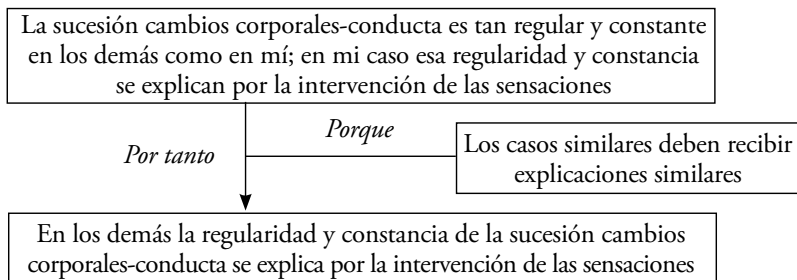 La sucesión cambios corporales-conducta es tan regular y constante
en los demás como en mí; en mi caso esa regularidad y constancia
se explican por la intervención de las sensaciones
Porque
Por tanto
Los casos similares deben recibir
explicaciones similares
En los demás la regularidad y constancia de la sucesión cambios
corporales-conducta se explica por la intervención de las sensaciones